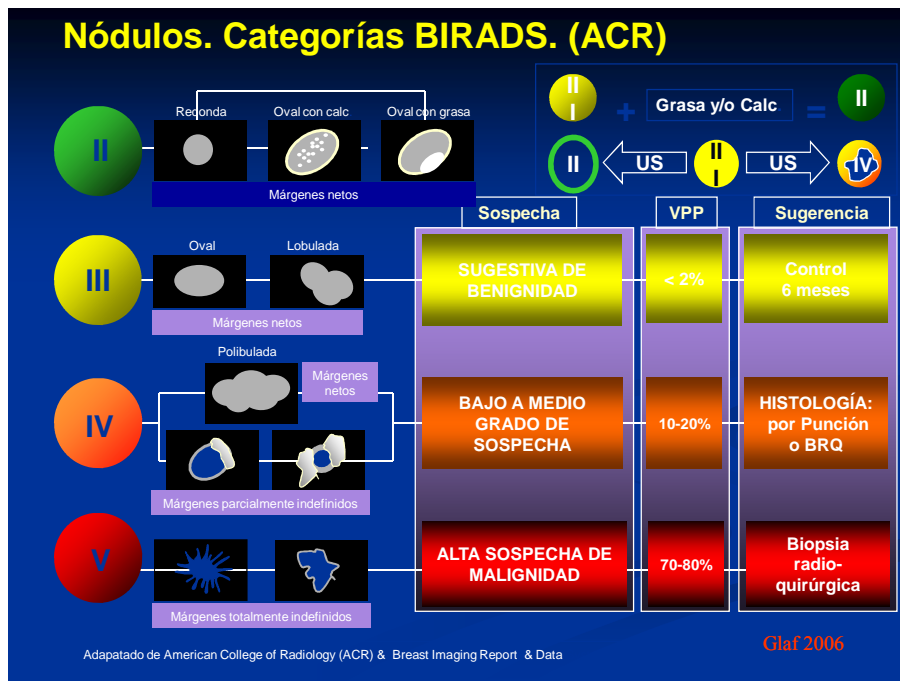 Nódulos. Categorías BIRADS. (ACR)
II
I
+
Grasa y/o Calc
=
II
II
US
II
I
US
IV
II
Redonda
Oval con calc
Oval con grasa
Márgenes netos
Sospecha
VPP
Sugerencia
III
Oval
Lobulada
Márgenes netos
SUGESTIVA DE
BENIGNIDAD
< 2%
Control
6 meses
IV
Polibulada
Márgenes
netos
Márgenes parcialmente indefinidos
BAJO A MEDIO
GRADO DE
SOSPECHA
10-20%
HISTOLOGÍA:
por Punción
o BRQ
V
Márgenes totalmente indefinidos
ALTA SOSPECHA DE
MALIGNIDAD
70-80%
Biopsia
radio-
quirúrgica
Adapatado de American College of Radiology (ACR) & Breast Imaging Report & Data
Glaf 2006